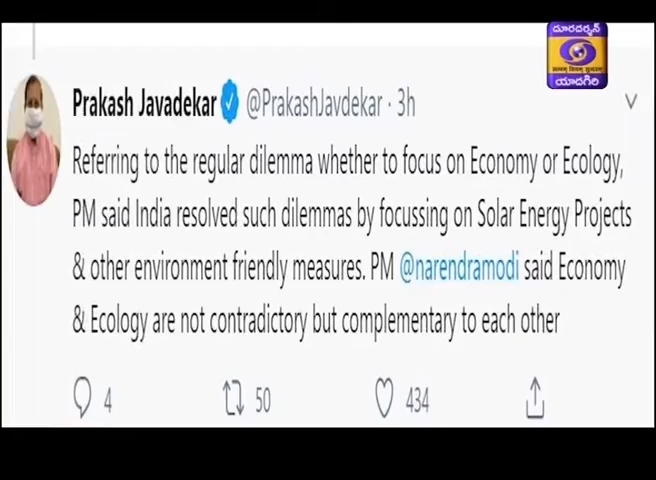 దూరదర్శన్
యాదగిరి
Prakash Javadekar @PrakashJavdekar · 3h
Referring to the regular dilemma whether to focus on Economy or Ecology,
PM said India resolved such dilemmas by focussing on Solar Energy Projects
& other environment friendly measures. PM @narendramodi said Economy
& Ecology are not contradictory but complementary to each other
4 50 434